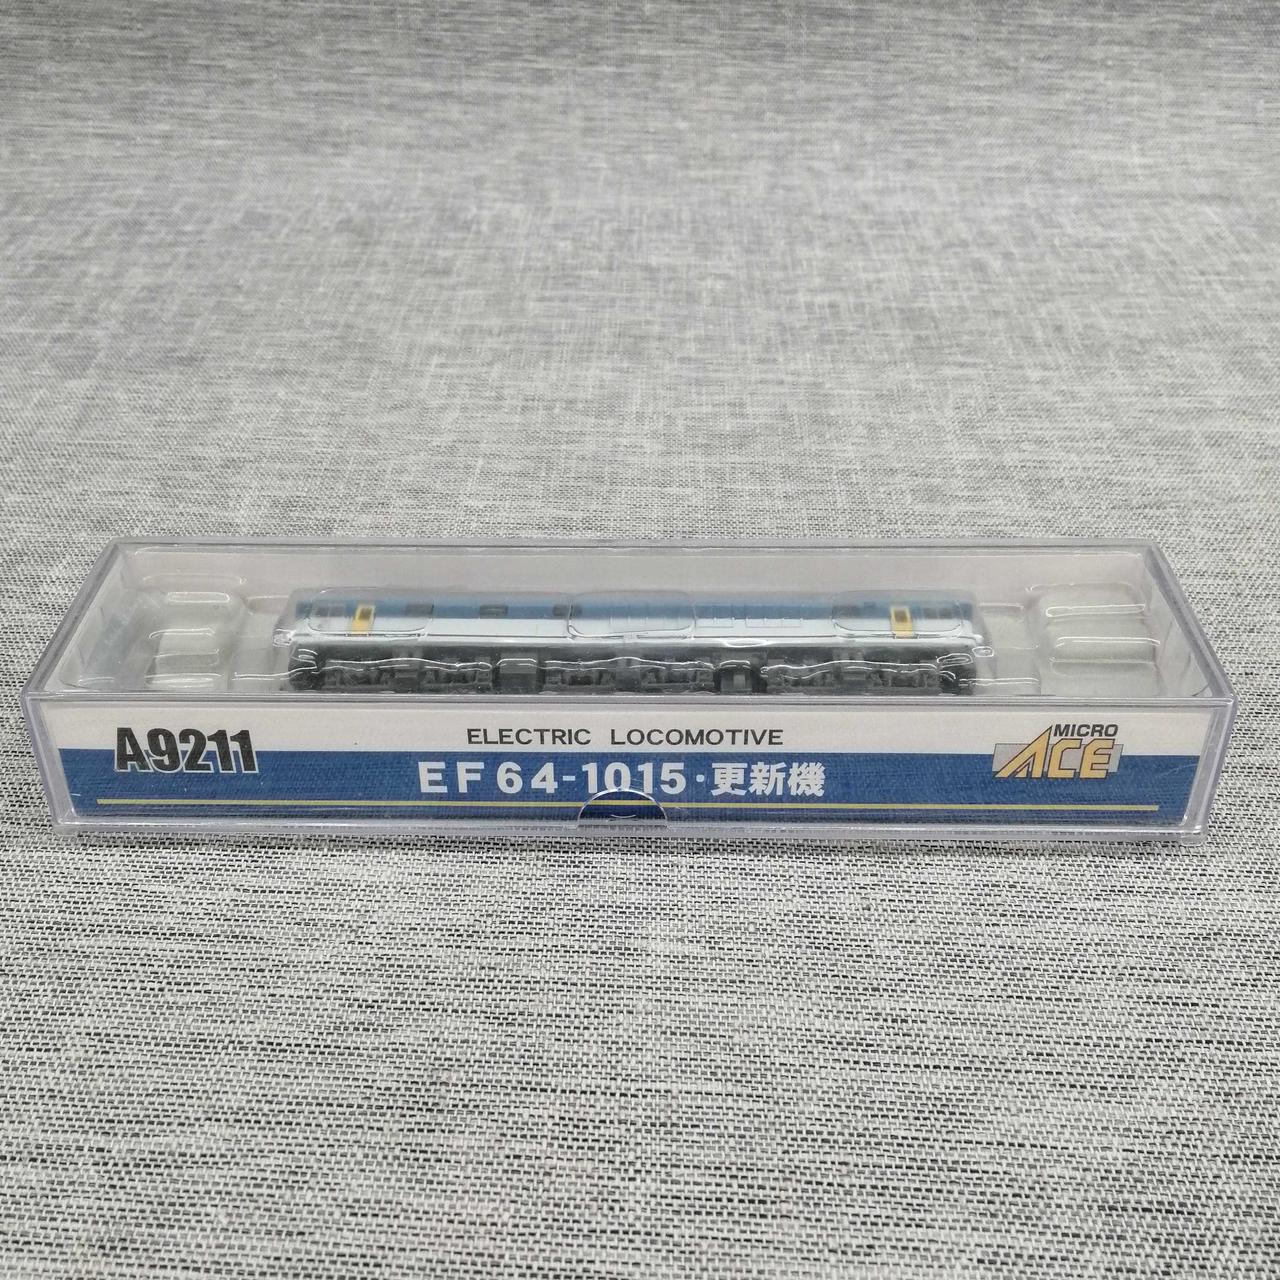 A9211
ELECTRIC LOCOMOTIVE
EF64-1015・更新機
MICRO
ACE